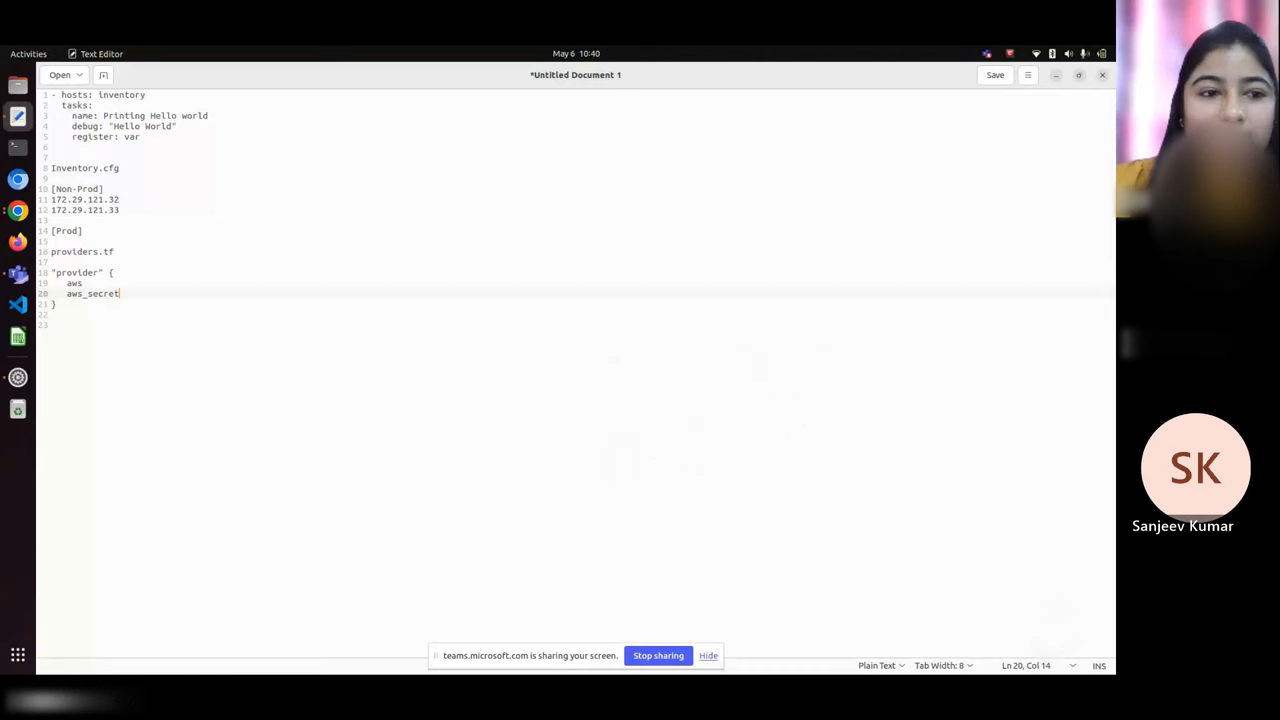 Activities
Text Editor
May 6 10:40
Open
*Untitled Document 1
Save
1 - hosts: inventory
2 tasks:
3 name: Printing Hello world
4 debug: "Hello World"
5 register: var
6
7
8 Inventory.cfg
9
10 [Non-Prod]
11 172.29.121.32
12 172.29.121.33
13
14 [Prod]
15
16 providers.tf
17
18 "provider" {
19 aws
20 aws_secret
21 }
22
23
SK
Sanjeev Kumar
teams.microsoft.com is sharing your screen.
Stop sharing
Hide
Plain Text
Tab Width: 8
Ln 20, Col 14
INS